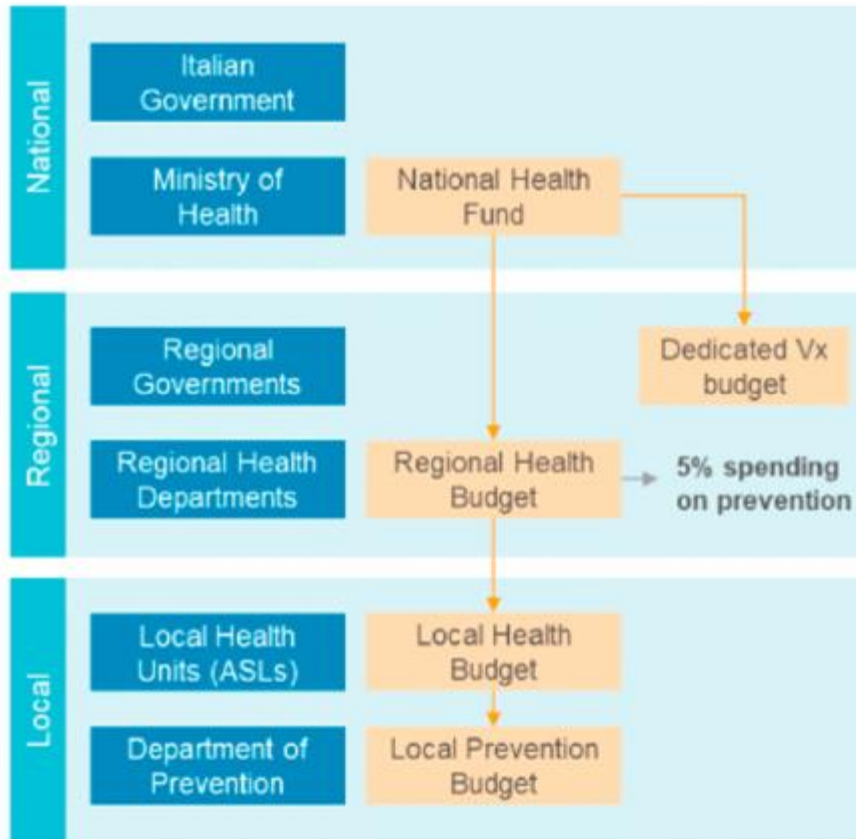 National
Italian
Government
Ministry of
Health
National Health
Fund
Regional
Regional
Governments
Dedicated Vx
budget
Regional Health
Departments
Regional Health
Budget
5% spending
on prevention
Local
Local Health
Units (ASLs)
Local Health
Budget
Department of
Prevention
Local Prevention
Budget